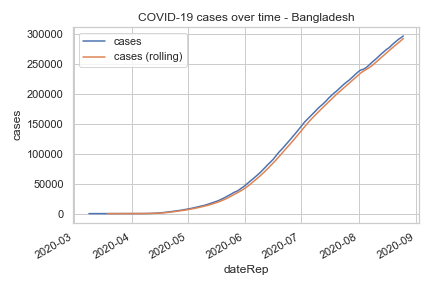 COVID-19 cases over time - Bangladesh
cases
cases (rolling)
300000
250000
200000
150000
100000
50000
0
cases
2020-03
2020-04
2020-05
2020-06
2020-07
2020-08
2020-09
dateRep